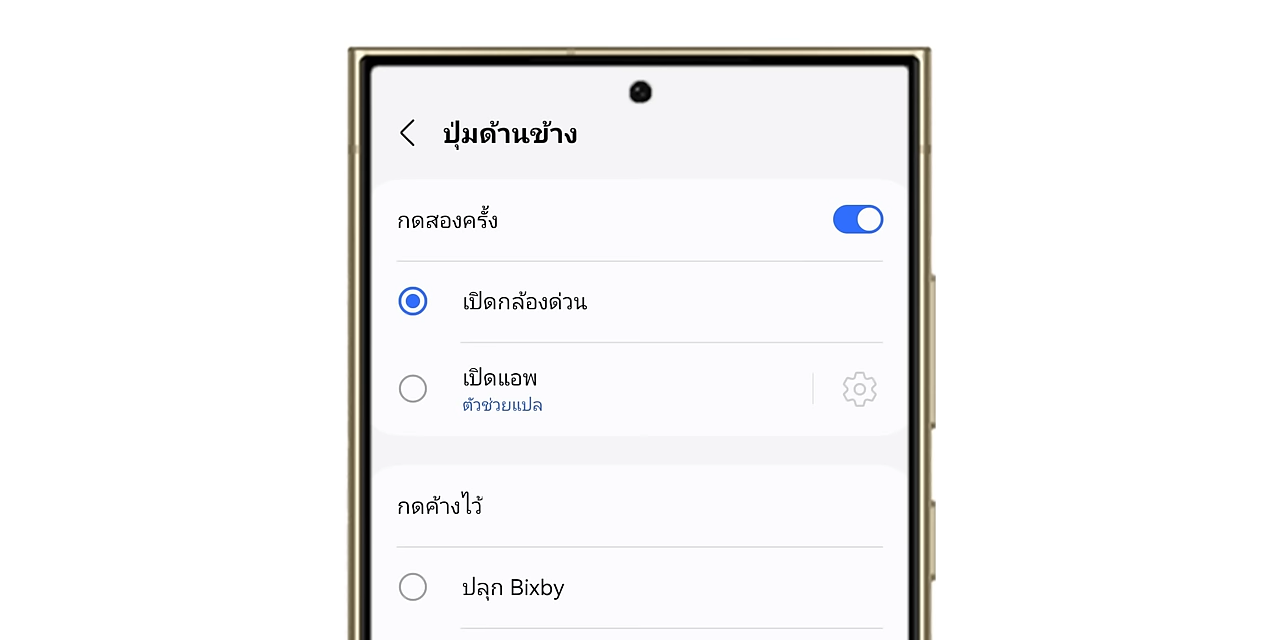 ปุ่มด้านข้าง
กดสองครั้ง
เปิดกล้องด่วน
เปิดแอพ
ตัวช่วยแปล
กดค้างไว้
ปลุก Bixby